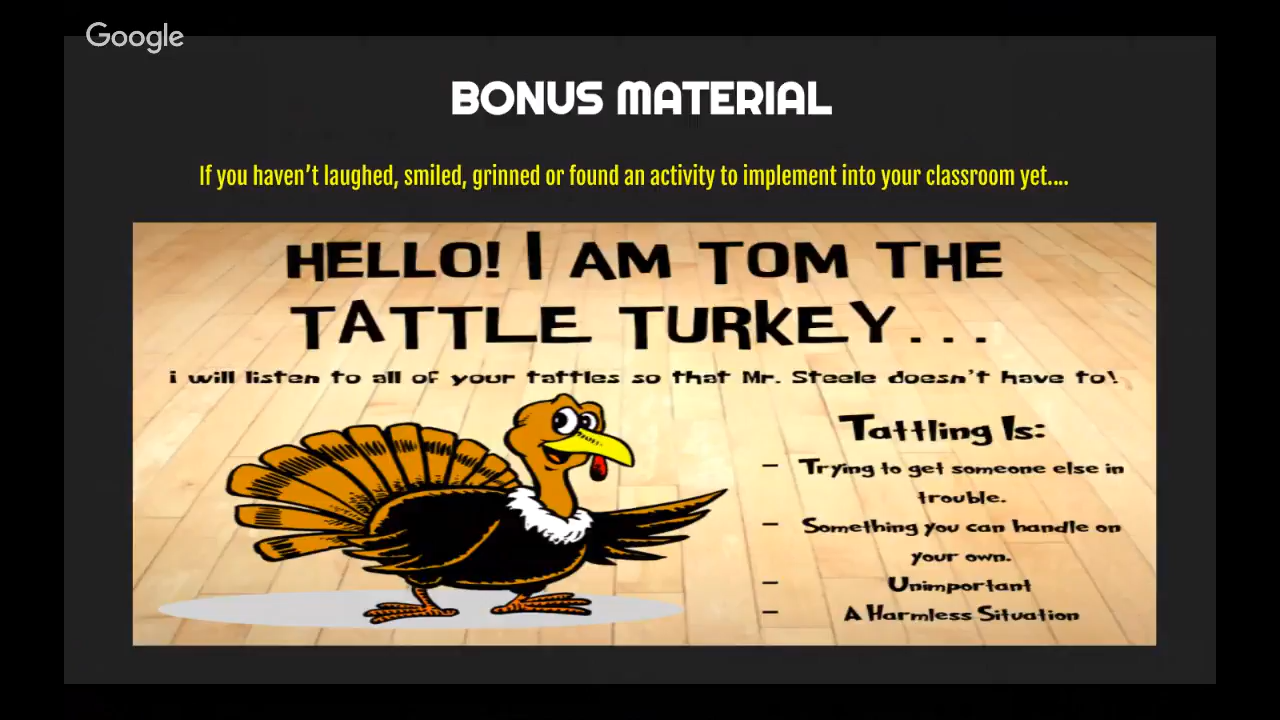 Google
BONUS MATERIAL
If you haven't laughed, smiled, grinned or found an activity to implement into your classroom yet....
HELLO! I AM TOM THE
TATTLE TURKEY...
i will listen to all of your tattles so that Mr. Steele doesn't have to!
Tattling Is:
- Trying to get someone else in
trouble.
- Something you can handle on
your own.
- Unimportant
- A Harmless Situation